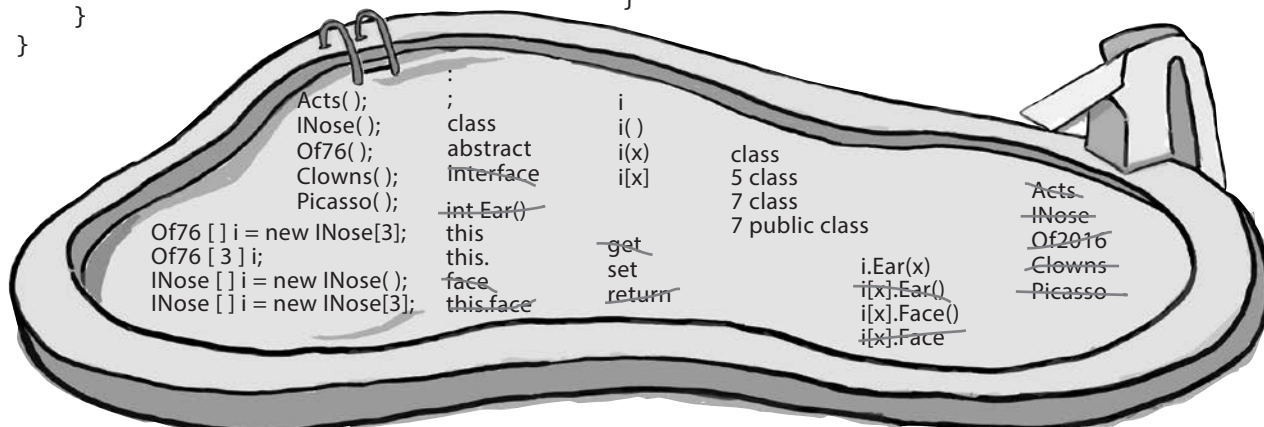 }
}
}
Acts( );
INose( );
Of76( );
Clowns( );
Picasso( );
Of76 [ ] i = new INose[3];
Of76 [ 3 ] i;
INose [ ] i = new INose( );
INose [ ] i = new INose[3];
:
;
class
abstract
interface
int Ear()
this
this.
face
this.face
i
i( )
i(x)
i[x]
get
set
return
class
5 class
7 class
7 public class
i.Ear(x)
i[x].Ear()
i[x].Face()
i[x].Face
Acts
INose
Of2016
Clowns
Picasso